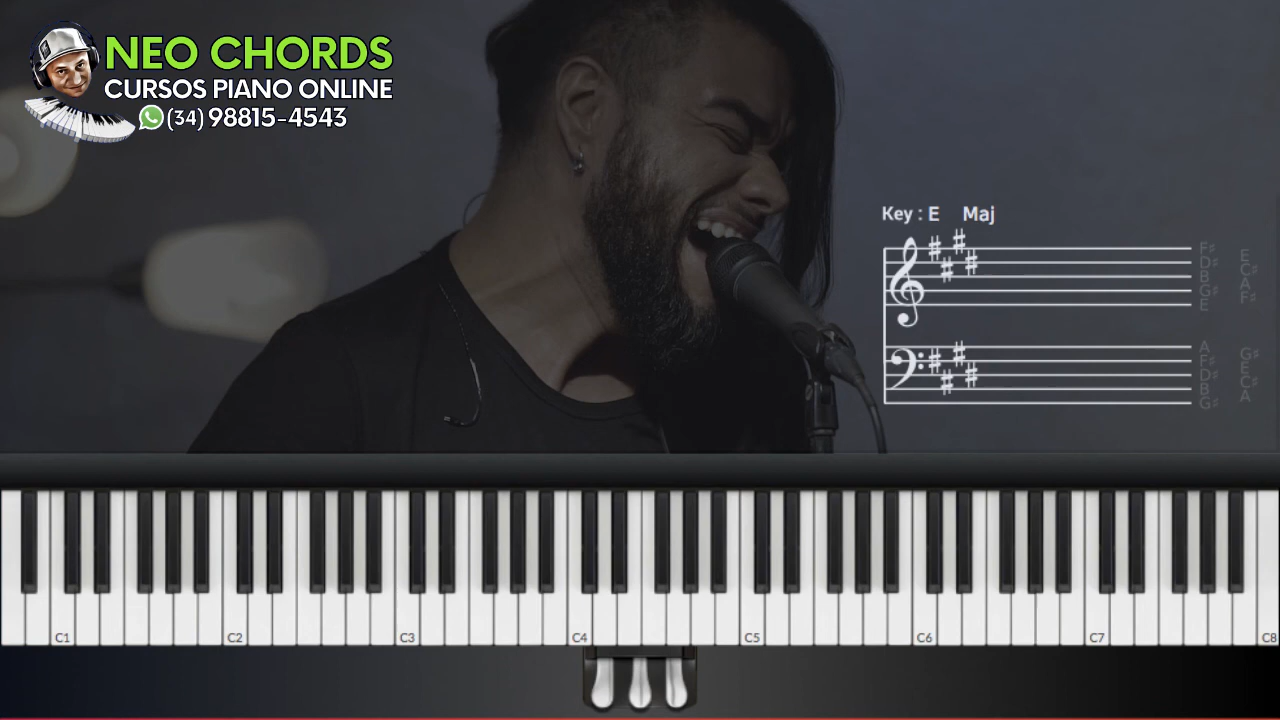 NEO CHORDS
CURSOS PIANO ONLINE
(34) 98815-4543
Key : E Maj
F♯
D♯
B
G♯
E
E
C♯
A
F♯
A
F♯
D♯
B
G♯
G♯
E
C♯
A
C1 C2 C3 C4 C5 C6 C7 C8